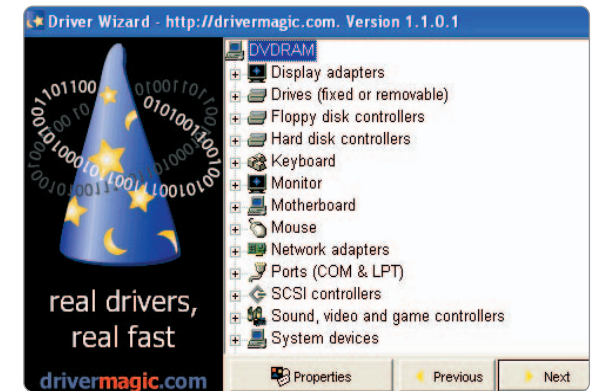 Driver Wizard - http://drivermagic.com. Version 1.1.0.1
DVDRAM
Display adapters
Drives (fixed or removable)
Floppy disk controllers
Hard disk controllers
Keyboard
Monitor
Motherboard
Mouse
Network adapters
Ports (COM & LPT)
SCSI controllers
Sound, video and game controllers
System devices
real drivers,
real fast
drivermagic.com
Properties
Previous
Next